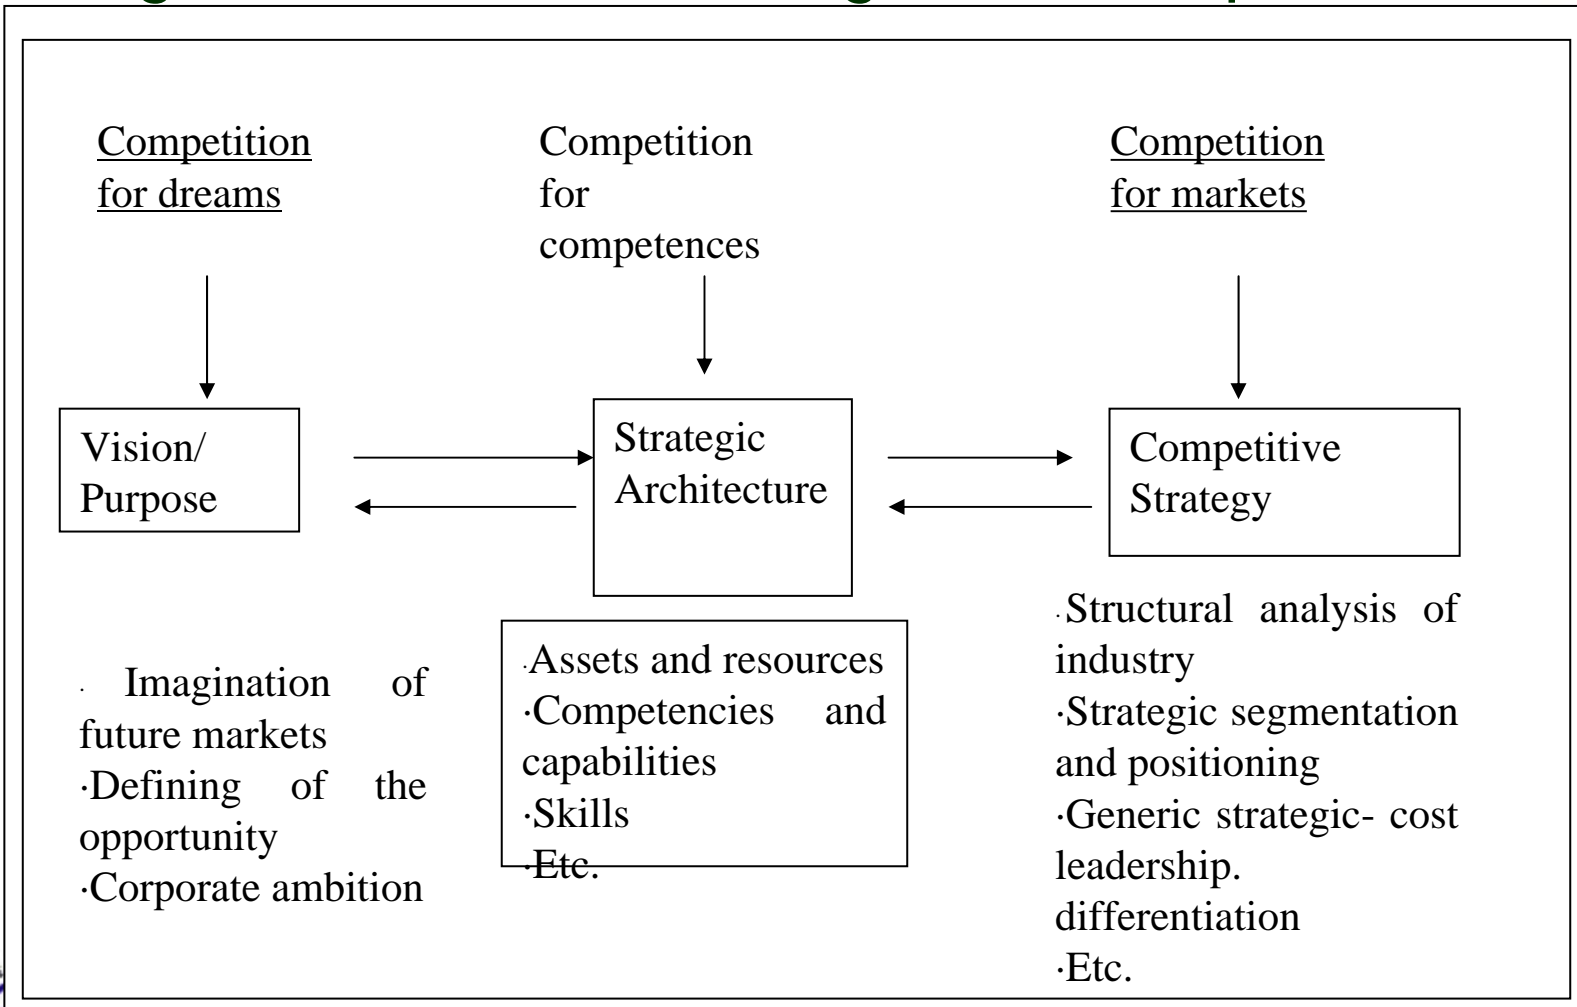 Competition
for dreams
Competition
for
competences
Competition
for markets
Vision/
Purpose
Strategic
Architecture
Competitive
Strategy
· Imagination of
future markets
·Defining of the
opportunity
·Corporate ambition
·Assets and resources
·Competencies and
capabilities
·Skills
·Etc.
·Structural analysis of
industry
·Strategic segmentation
and positioning
·Generic strategic- cost
leadership.
differentiation
·Etc.